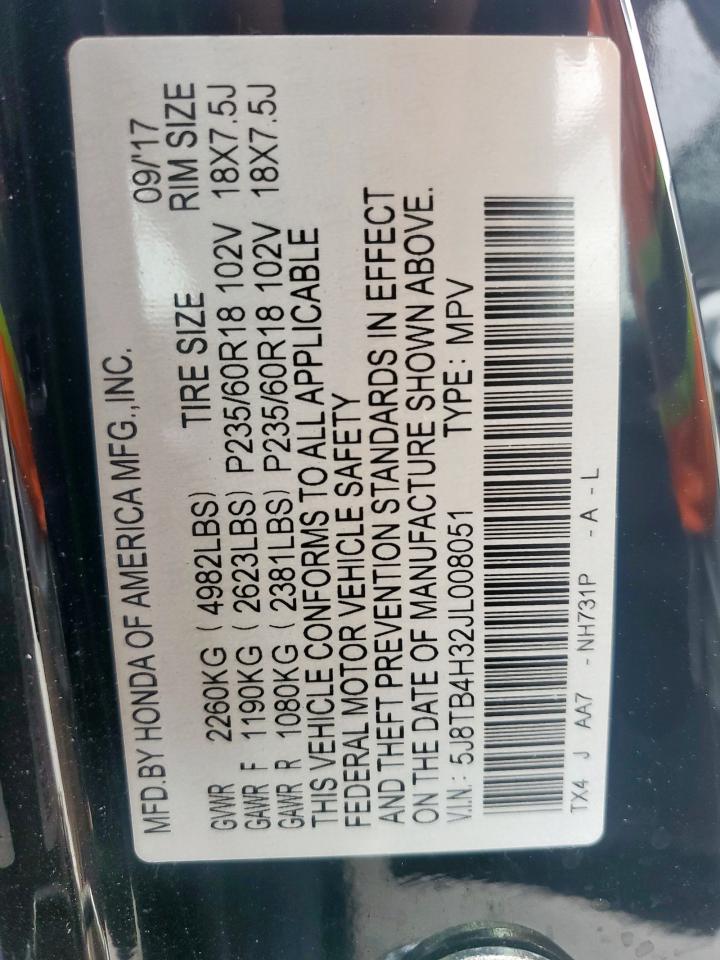 MFD.BY HONDA OF AMERICA MFG.,INC. 09/'17
TIRE SIZE RIM SIZE
GVWR 2260KG ( 4982LBS)
GAWR F 1190KG ( 2623LBS) P235/60R18 102V 18X7.5J
GAWR R 1080KG ( 2381LBS) P235/60R18 102V 18X7.5J
THIS VEHICLE CONFORMS TO ALL APPLICABLE
FEDERAL MOTOR VEHICLE SAFETY
AND THEFT PREVENTION STANDARDS IN EFFECT
ON THE DATE OF MANUFACTURE SHOWN ABOVE.
V.I.N.: 5J8TB4H32JL008051 TYPE: MPV
TX4 J AA7 -NH731P -A-L